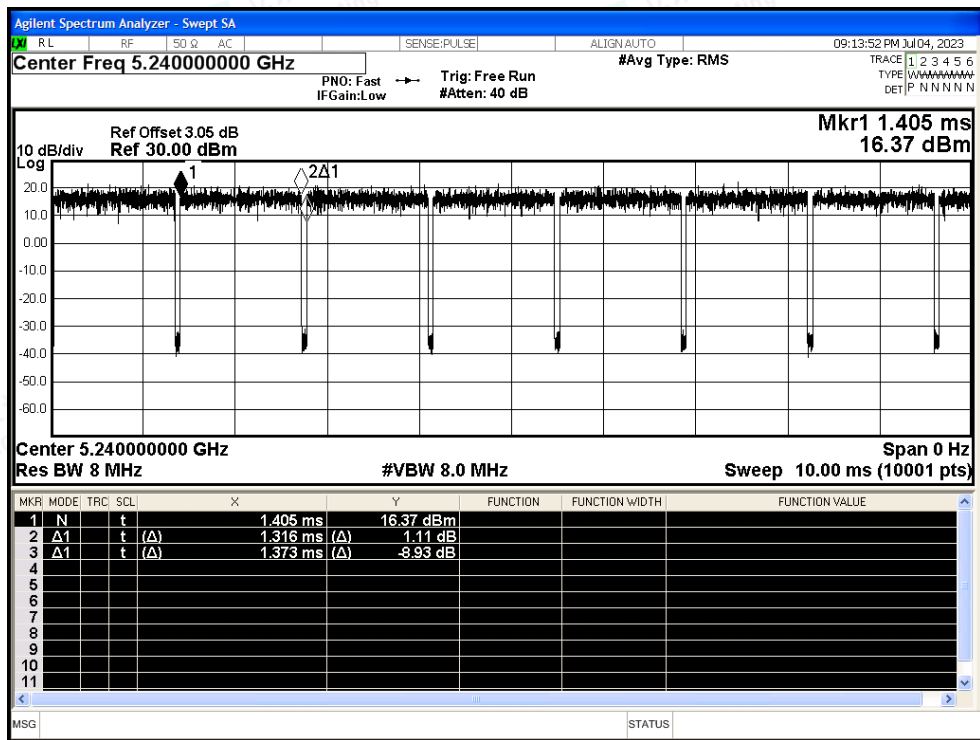 Agilent Spectrum Analyzer - Swept SA
LXI RL RF 50 Ω AC SENSE:PULSE ALIGN AUTO 09:13:52 PM Jul 04, 2023
Center Freq 5.240000000 GHz #Avg Type: RMS TRACE 1 2 3 4 5 6
PNO: Fast Trig: Free Run TYPE WWWWWW
IFGain:Low #Atten: 40 dB DET P N N N N N
Mkr1 1.405 ms
Ref Offset 3.05 dB
10 dB/div Ref 30.00 dBm 16.37 dBm
Log
1 2Δ1
20.0
10.0
0.00
-10.0
-20.0
-30.0
-40.0
-50.0
-60.0
Center 5.240000000 GHz Span 0 Hz
Res BW 8 MHz #VBW 8.0 MHz Sweep 10.00 ms (10001 pts)
MKR MODE TRC SCL X Y FUNCTION FUNCTION WIDTH FUNCTION VALUE
1 N t 1.405 ms 16.37 dBm
2 Δ1 t (Δ) 1.316 ms (Δ) 1.11 dB
3 Δ1 t (Δ) 1.373 ms (Δ) -8.93 dB
4
5
6
7
8
9
10
11
MSG STATUS